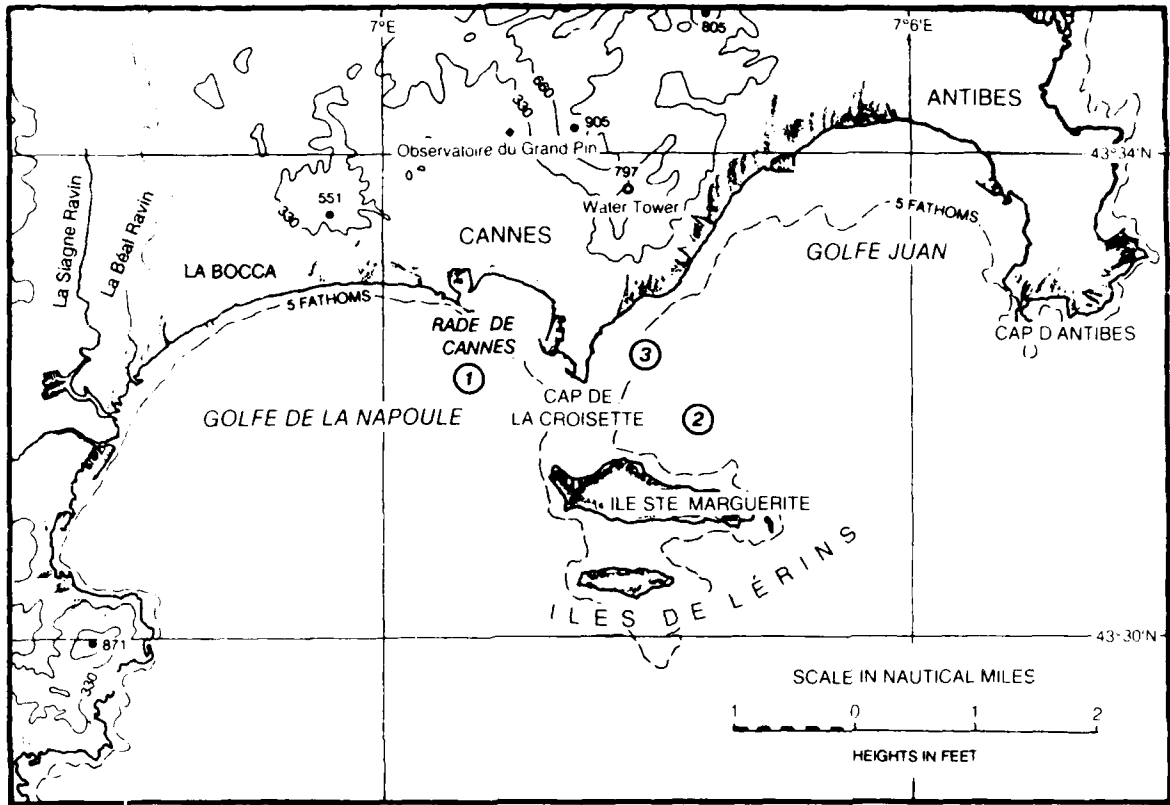 7°E
805
7°6'E
660
330
905
ANTIBES
Observatoire du Grand Pin
43°34'N
797
Water Tower
551
330
La Siagne Ravin
La Béal Ravin
CANNES
5 FATHOMS
GOLFE JUAN
LA BOCCA
5 FATHOMS
RADE DE
CANNES
3
CAP D'ANTIBES
1
CAP DE
LA CROISETTE
GOLFE DE LA NAPOULE
2
ILE STE MARGUERITE
ILES DE LÉRINS
871
330
43°30'N
SCALE IN NAUTICAL MILES
1 0 1 2
HEIGHTS IN FEET